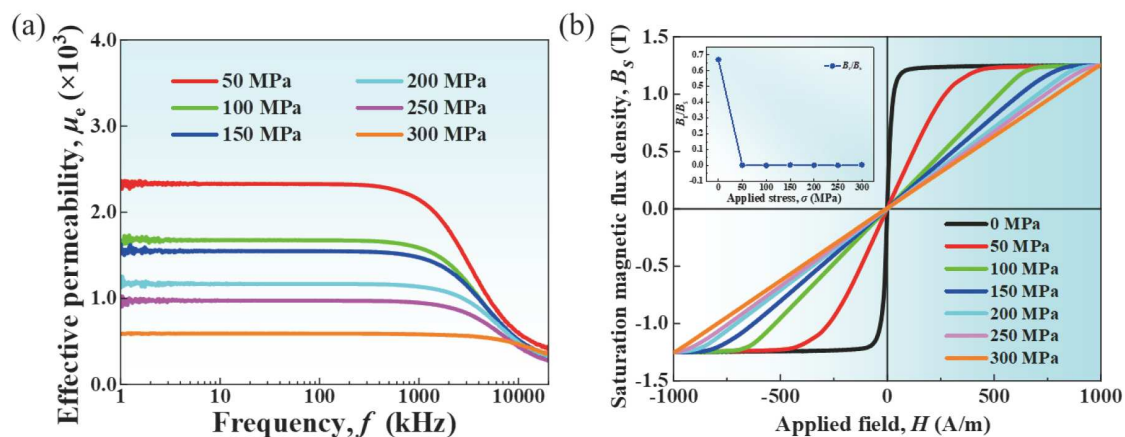 (a)
Effective permeability, μe (×10³)
4.0
3.0
2.0
1.0
0.0
50 MPa
100 MPa
150 MPa
200 MPa
250 MPa
300 MPa
1
10
100
1000
10000
Frequency, f (kHz)
(b)
Saturation magnetic flux density, BS (T)
1.5
1.0
0.5
0.0
-0.5
-1.0
-1.5
0.7
0.6
0.5
0.4
0.3
0.2
0.1
0.0
0
50
100
150
200
250
300
Applied stress, σ (MPa)
0 MPa
50 MPa
100 MPa
150 MPa
200 MPa
250 MPa
300 MPa
-1000
-500
0
500
1000
Applied field, H (A/m)